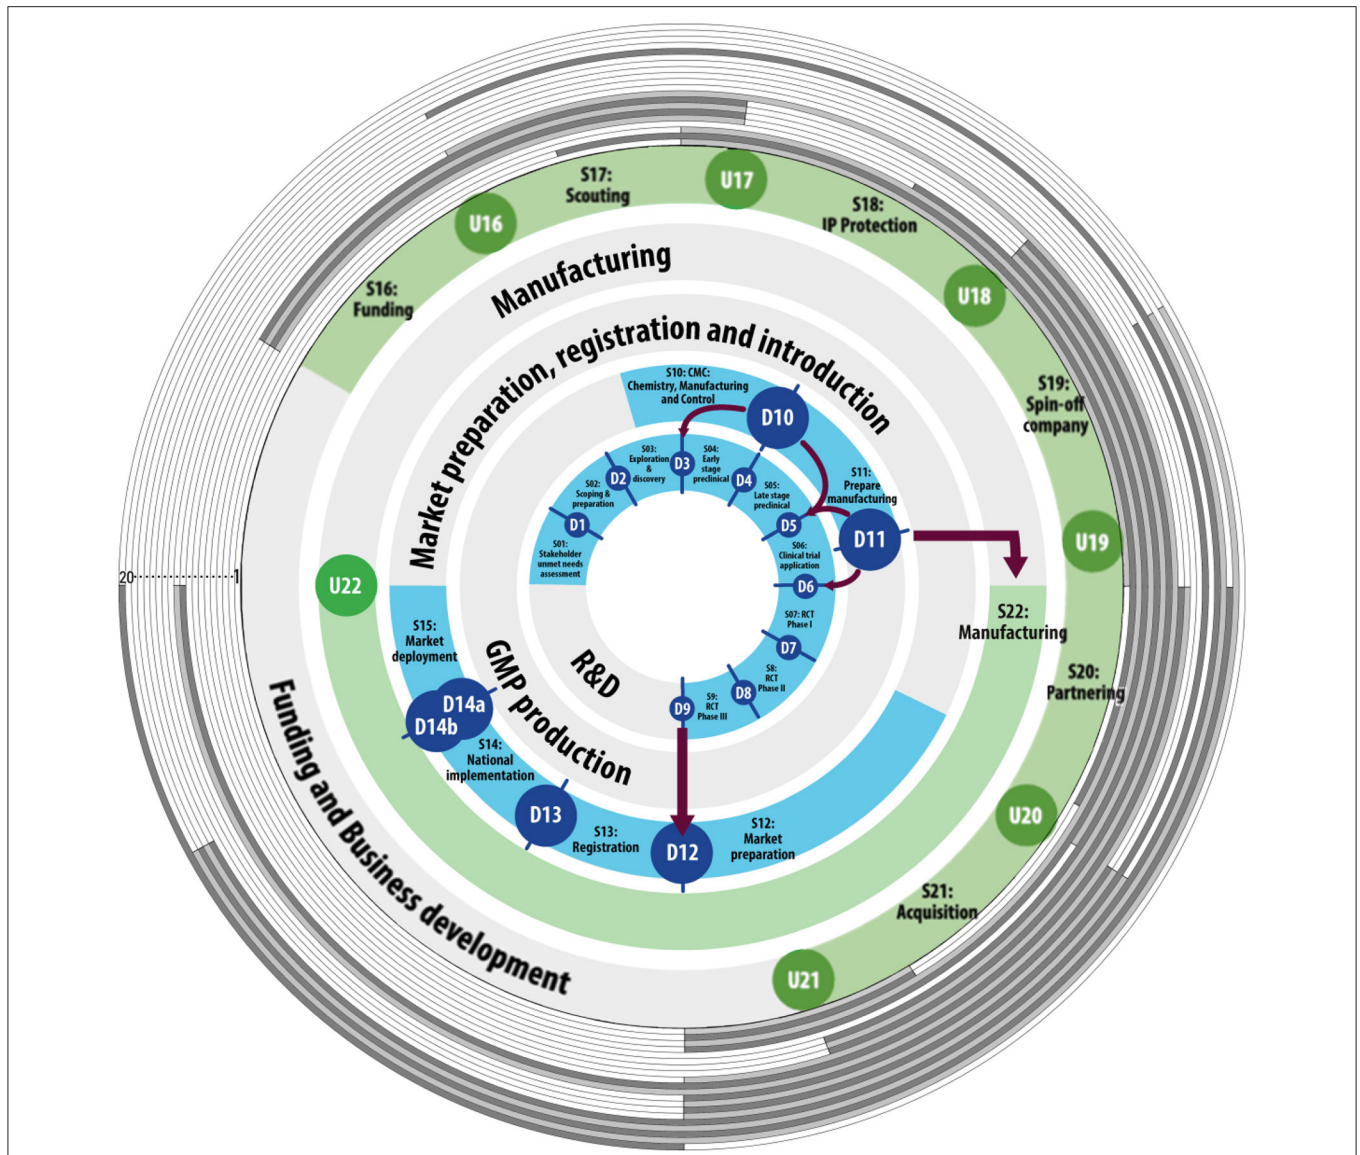 S17:
Scouting
U17
S18:
IP Protection
U16
S16:
Funding
U18
S19:
Spin-off
company
U19
S20:
Partnering
U20
S21:
Acquisition
U21
Funding and Business development
20
1
Manufacturing
U22
S22:
Manufacturing
Market preparation, registration and introduction
S15:
Market
deployment
D14a
D14b
S14:
National
implementation
D13
S13:
Registration
D12
S12:
Market
preparation
GMP production
S10: CMC:
Chemistry, Manufacturing
and Control
D10
S11:
Prepare
manufacturing
D11
R&D
S01:
Stakeholder
unmet needs
assessment
D1
S02:
Scoping &
preparation
D2
S03:
Exploration
&
discovery
D3
S04:
Early
stage
preclinical
D4
S05:
Late stage
preclinical
D5
S06:
Clinical trial
application
D6
S07: RCT
Phase I
D7
S8:
RCT
Phase II
D8
S9:
RCT
Phase III
D9